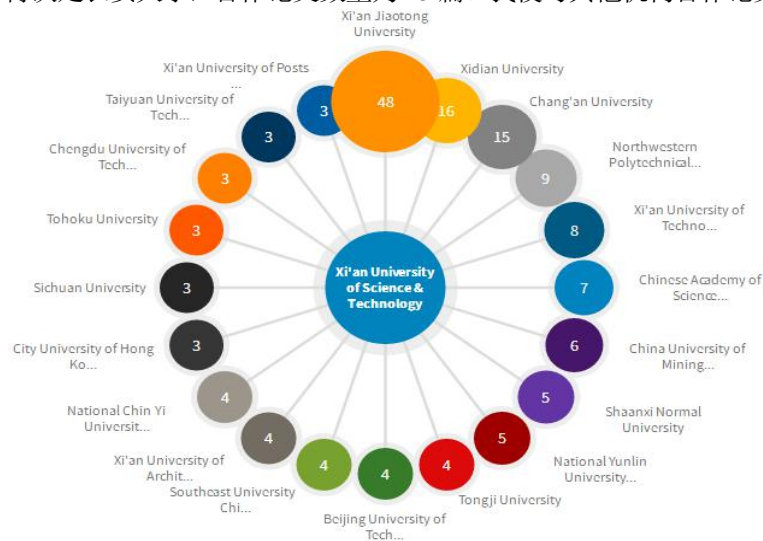 Xi'an Jiaotong
University
48
Xidian University
16
Chang'an University
15
Northwestern
Polytechnical...
9
Xi'an University of
Techno...
8
Chinese Academy of
Science...
7
China University of
Mining...
6
Shaanxi Normal
University
5
National Yunlin
University...
5
Tongji University
4
Beijing University of
Tech...
4
Southeast University
Chi...
4
Xi'an University of
Archit...
4
National Chin Yi
Universit...
4
City University of Hong
Ko...
3
Sichuan University
3
Tohoku University
3
Chengdu University of
Tech...
3
Taiyuan University of
Tech...
3
Xi'an University of Posts
...
3
Xi'an University
of Science &
Technology